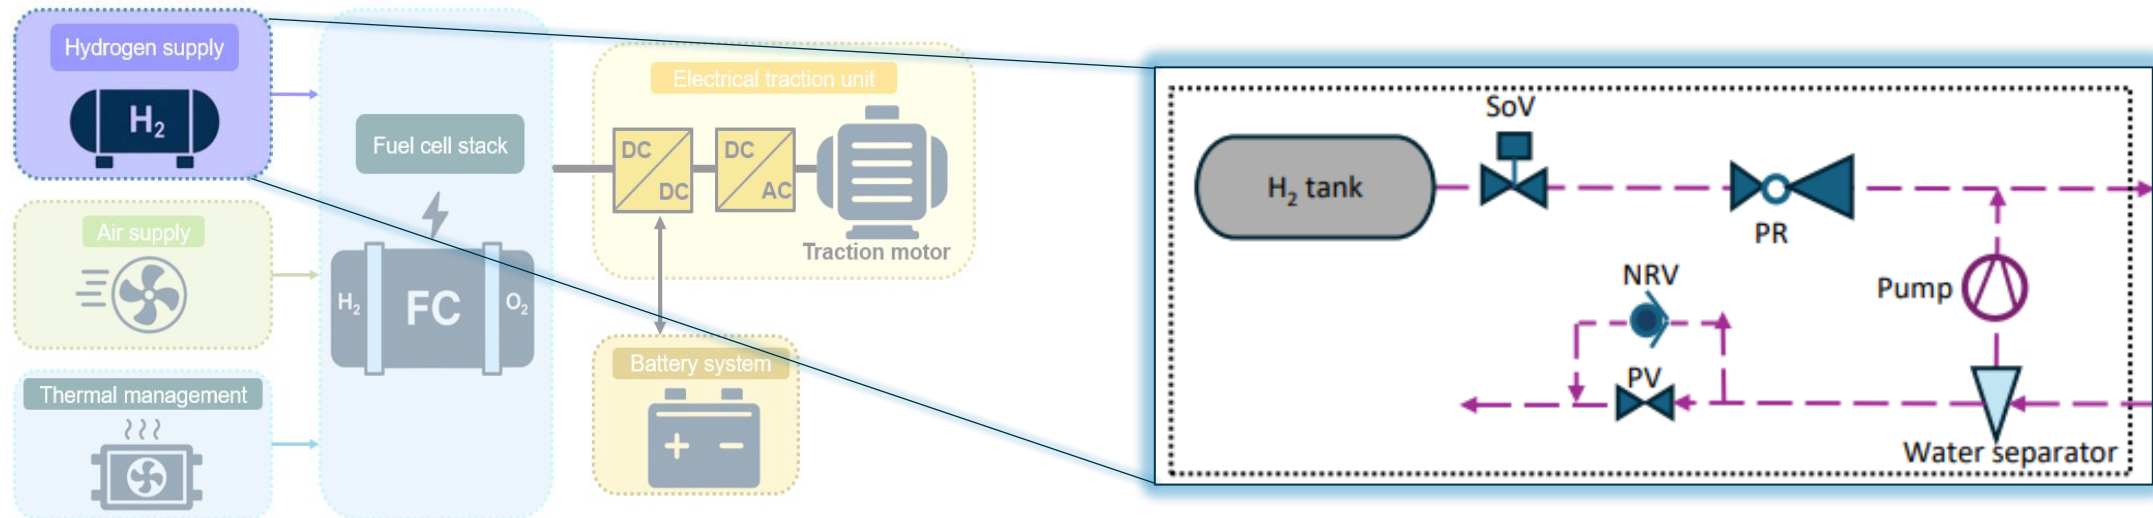 Hydrogen supply
H₂
Air supply
Thermal management
Fuel cell stack
H₂
FC
O₂
Electrical traction unit
DC
DC
DC
AC
Traction motor
Battery system
+ −
SoV
H₂ tank
PR
NRV
Pump
PV
Water separator